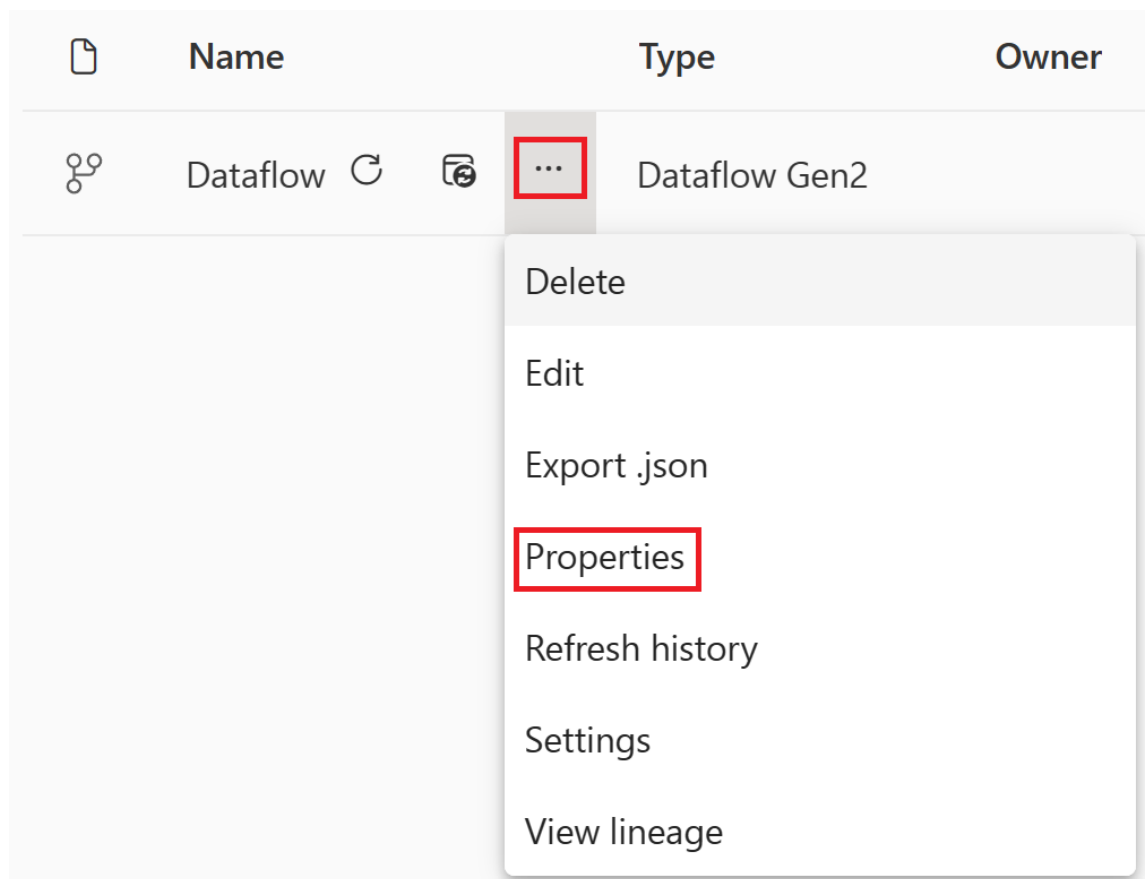 Name Type Owner
Dataflow ... Dataflow Gen2
Delete
Edit
Export .json
Properties
Refresh history
Settings
View lineage